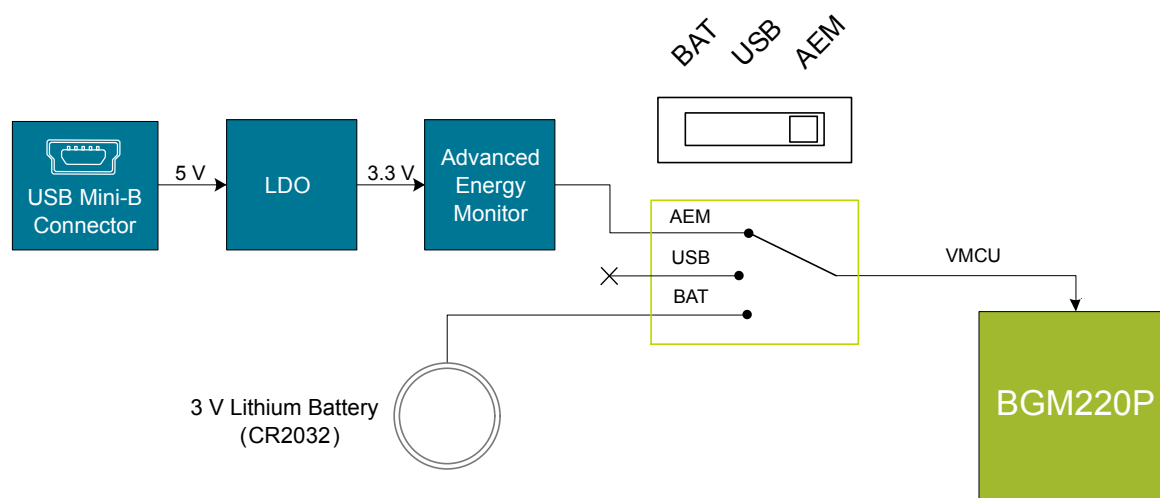 BAT
USB
AEM
USB Mini-B
Connector
5 V
LDO
3.3 V
Advanced
Energy
Monitor
AEM
USB
BAT
VMCU
3 V Lithium Battery
(CR2032)
BGM220P